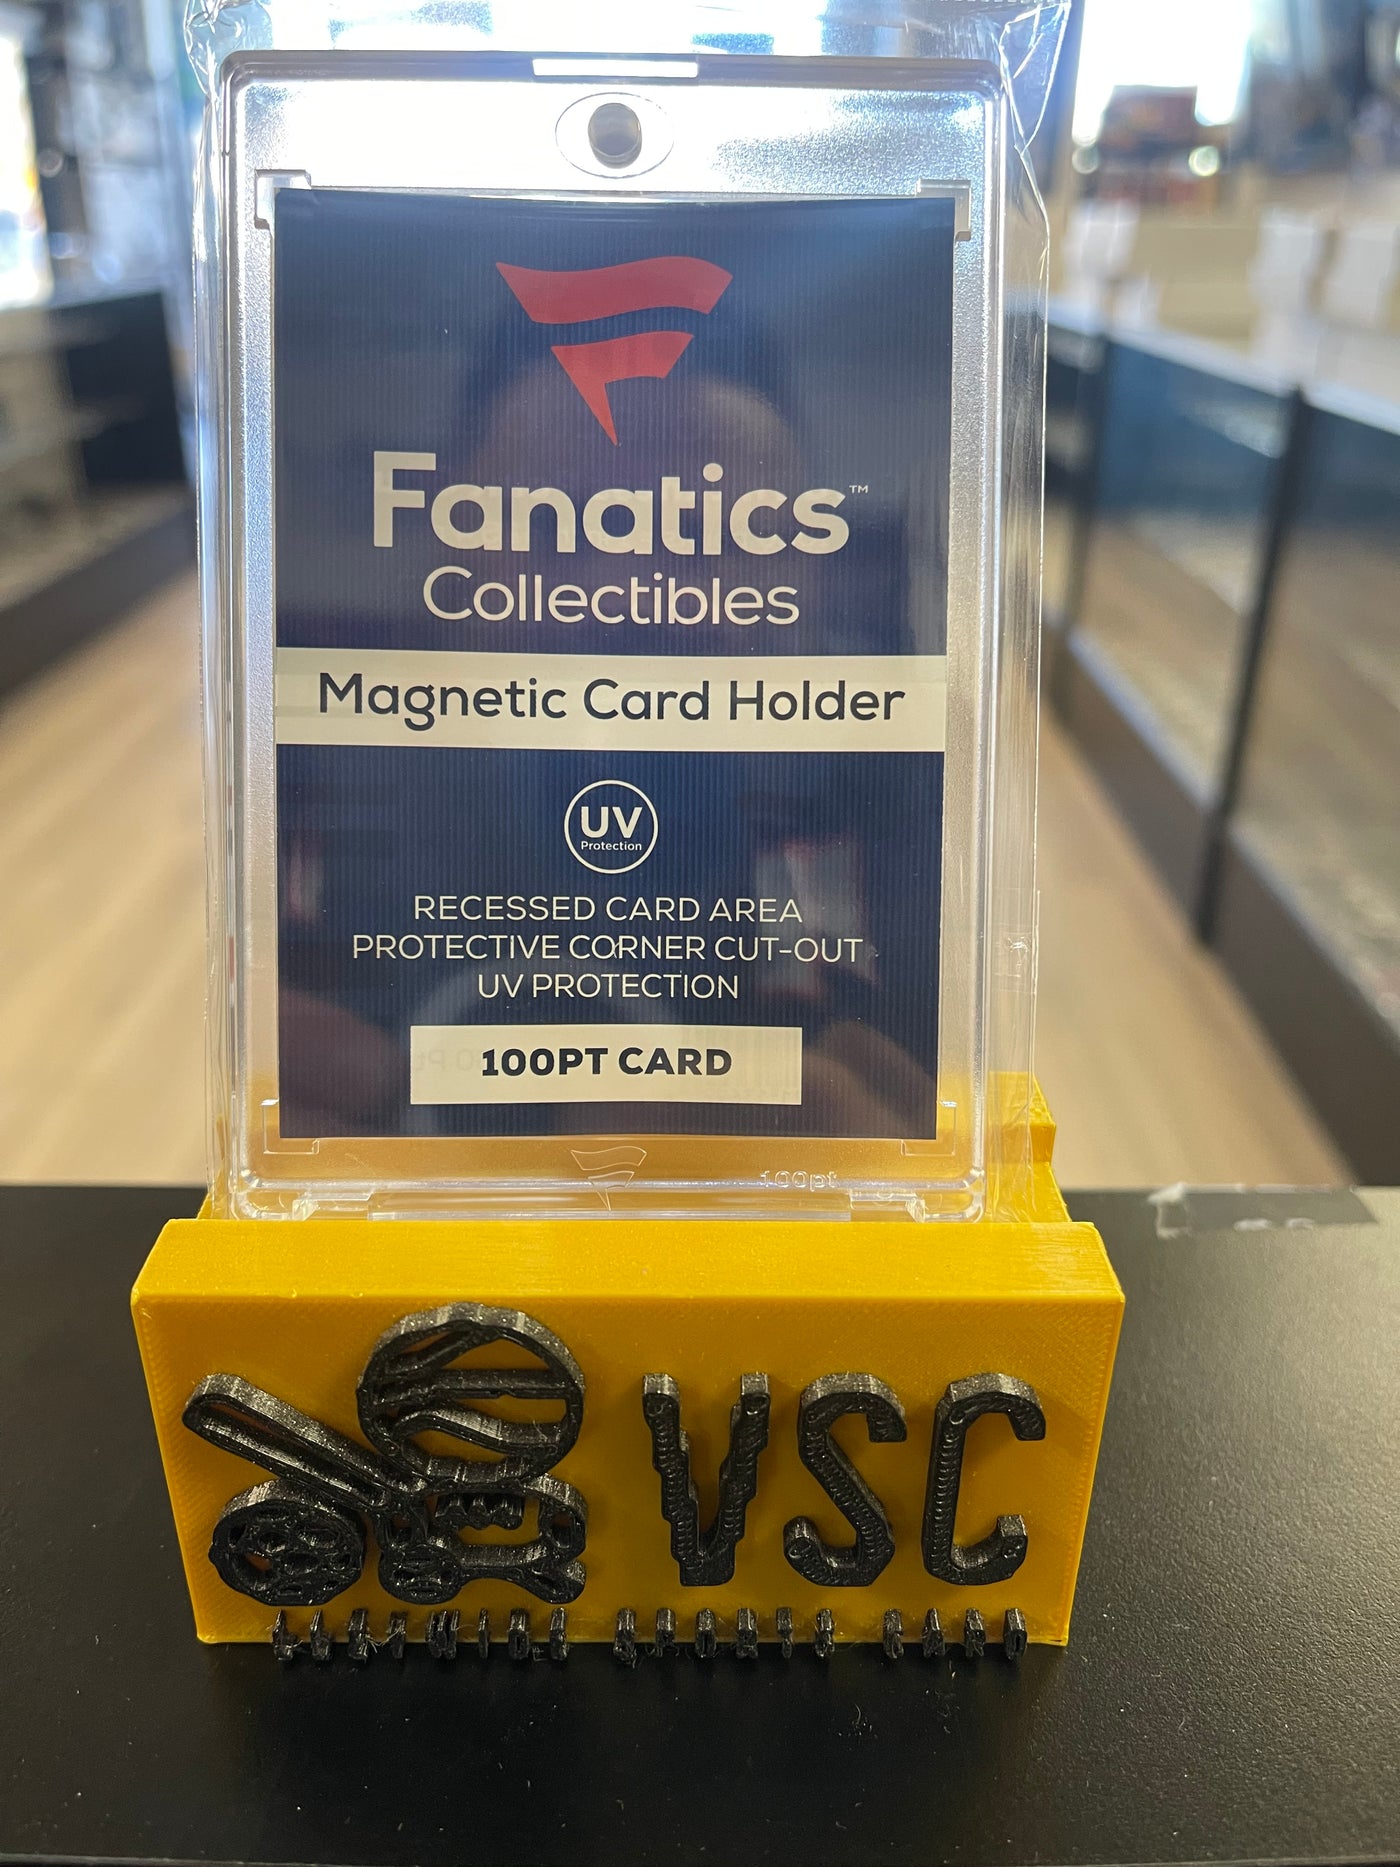 Fanatics™
Collectibles
Magnetic Card Holder
UV
Protection
RECESSED CARD AREA
PROTECTIVE CORNER CUT-OUT
UV PROTECTION
100PT CARD
100pt
VSC